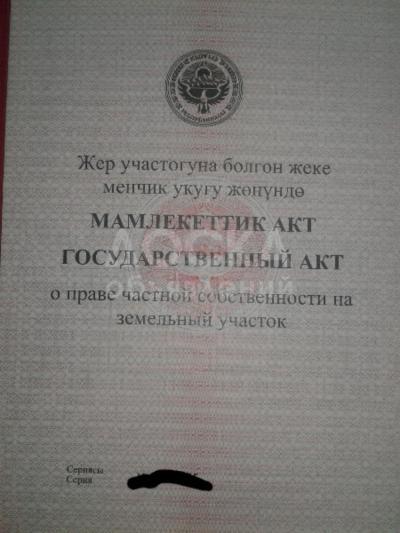 Жер участогуна болгон жеке
менчик укугу жөнүндө
МАМЛЕКЕТТИК АКТ
ГОСУДАРСТВЕННЫЙ АКТ
о праве частной собственности на
земельный участок
объявлений
Сериясы
Серия